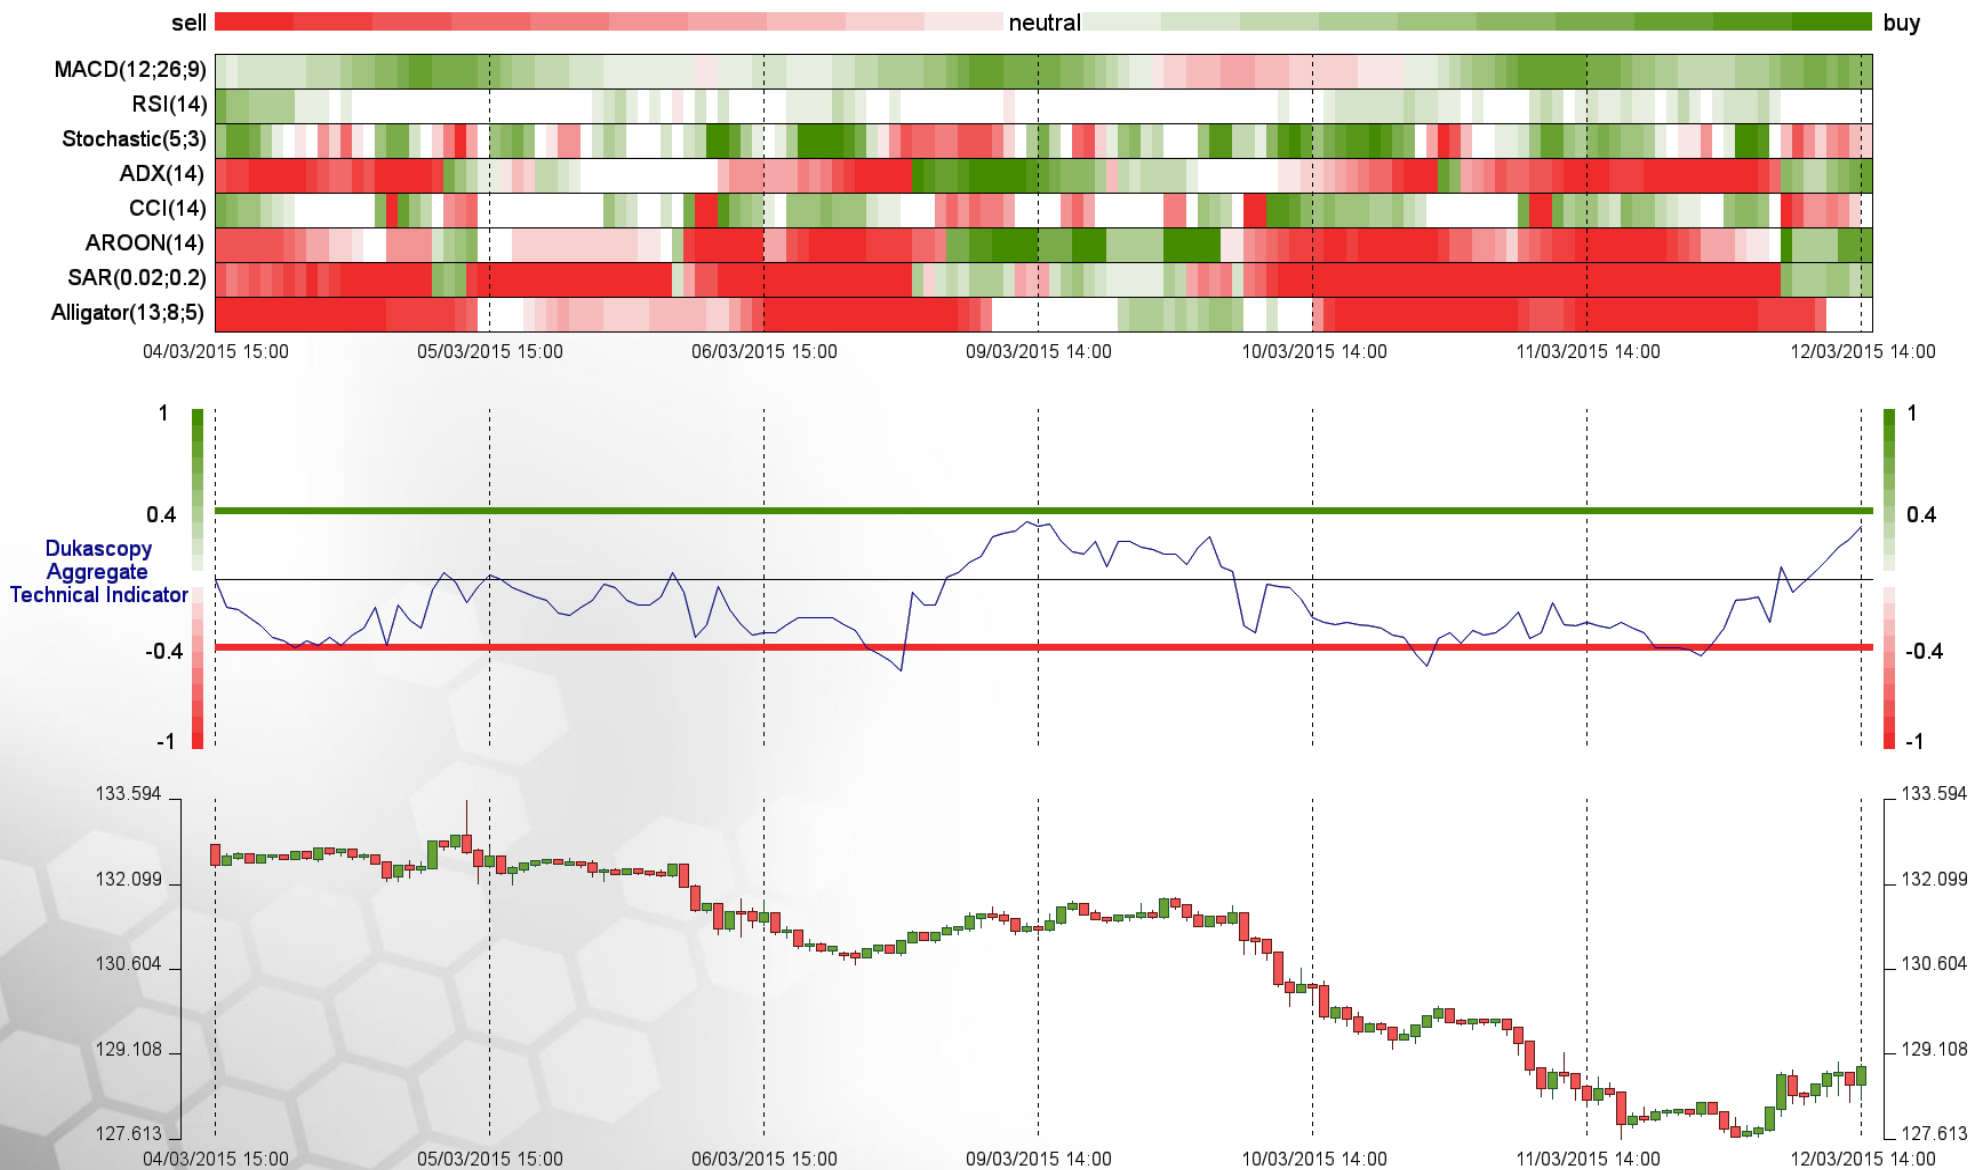 sell neutral buy
MACD(12;26;9)
RSI(14)
Stochastic(5;3)
ADX(14)
CCI(14)
AROON(14)
SAR(0.02;0.2)
Alligator(13;8;5)
04/03/2015 15:00 05/03/2015 15:00 06/03/2015 15:00 09/03/2015 14:00 10/03/2015 14:00 11/03/2015 14:00 12/03/2015 14:00
1 1
0.4 0.4
Dukascopy
Aggregate
Technical Indicator
-0.4 -0.4
-1 -1
133.594 133.594
132.099 132.099
130.604 130.604
129.108 129.108
127.613 127.613
04/03/2015 15:00 05/03/2015 15:00 06/03/2015 15:00 09/03/2015 14:00 10/03/2015 14:00 11/03/2015 14:00 12/03/2015 14:00